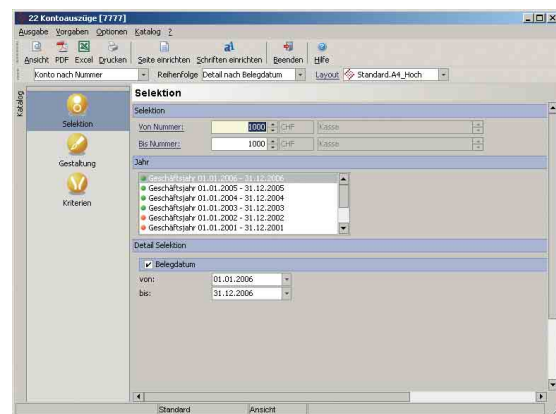 22 Kontoauszüge [7777]
Ausgabe Vorgaben Optionen Katalog ?
Ansicht PDF Excel Drucken Seite einrichten Schriften einrichten Beenden Hilfe
Konto nach Nummer Reihenfolge Detail nach Belegdatum Layout Standard.A4_Hoch
Katalog
Selektion
Gestaltung
Kriterien
Selektion
Selektion
Von Nummer: 1000 CHF Kasse
Bis Nummer: 1000 CHF Kasse
Jahr
Geschäftsjahr 01.01.2006 - 31.12.2006
Geschäftsjahr 01.01.2005 - 31.12.2005
Geschäftsjahr 01.01.2004 - 31.12.2004
Geschäftsjahr 01.01.2003 - 31.12.2003
Geschäftsjahr 01.01.2002 - 31.12.2002
Geschäftsjahr 01.01.2001 - 31.12.2001
Detail Selektion
Belegdatum
von: 01.01.2006
bis: 31.12.2006
Standard Ansicht